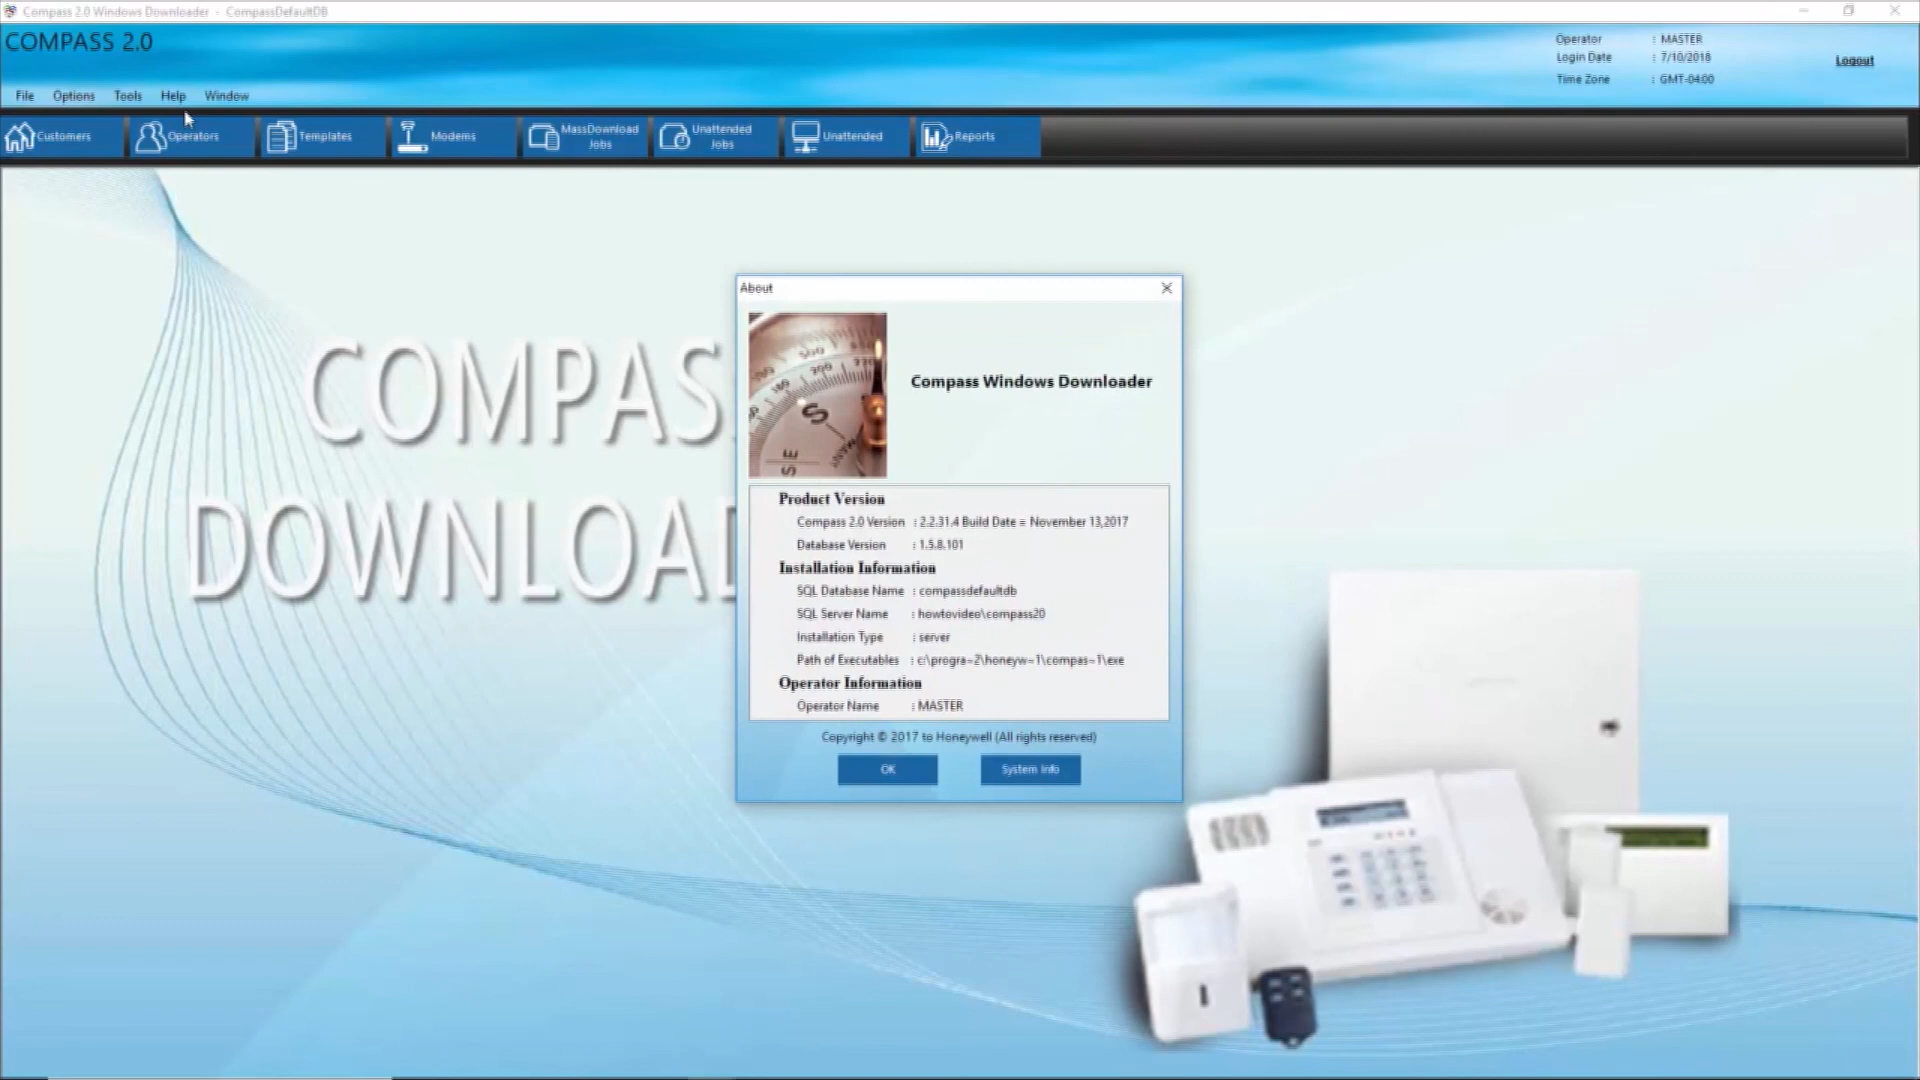 Compass 2.0 Windows Downloader - CompassDefaultDB
COMPASS 2.0
Operator : MASTER
Login Date : 7/10/2018
Time Zone : GMT-04:00
Logout
File Options Tools Help Window
Customers
Operators
Templates
Modems
MassDownload
Jobs
Unattended
Jobs
Unattended
Reports
COMPASS
DOWNLOAD
About
Compass Windows Downloader
Product Version
Compass 2.0 Version : 2.2.31.4 Build Date = November 13,2017
Database Version : 1.5.8.101
Installation Information
SQL Database Name : compassdefaultdb
SQL Server Name : howtovideo\compass20
Installation Type : server
Path of Executables : c:\progra~2\honeyw~1\compas~1\exe
Operator Information
Operator Name : MASTER
Copyright © 2017 to Honeywell (All rights reserved)
OK
System Info
S
SE